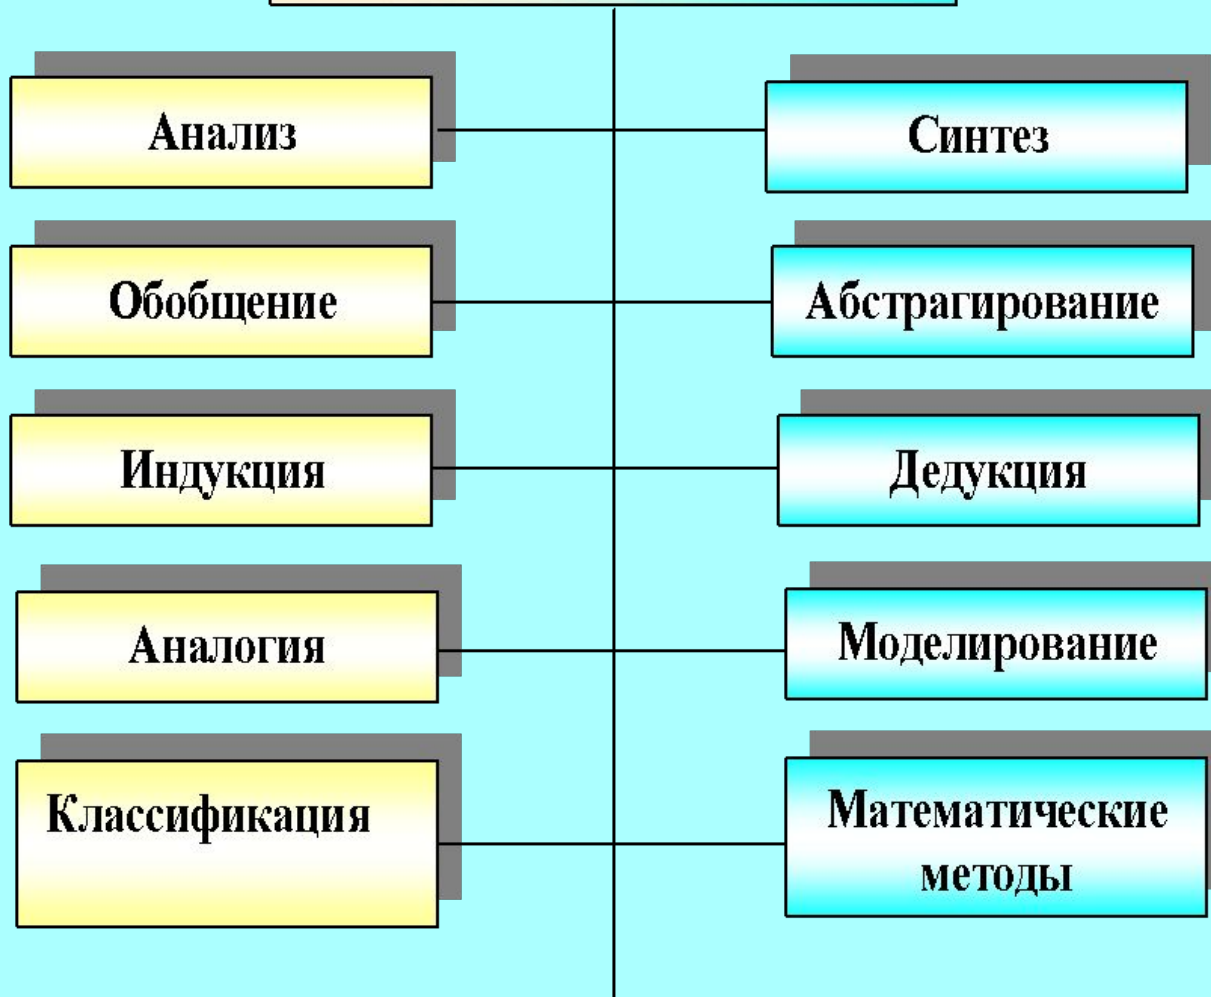 Анализ
Синтез
Обобщение
Абстрагирование
Индукция
Дедукция
Аналогия
Моделирование
Классификация
Математические
методы